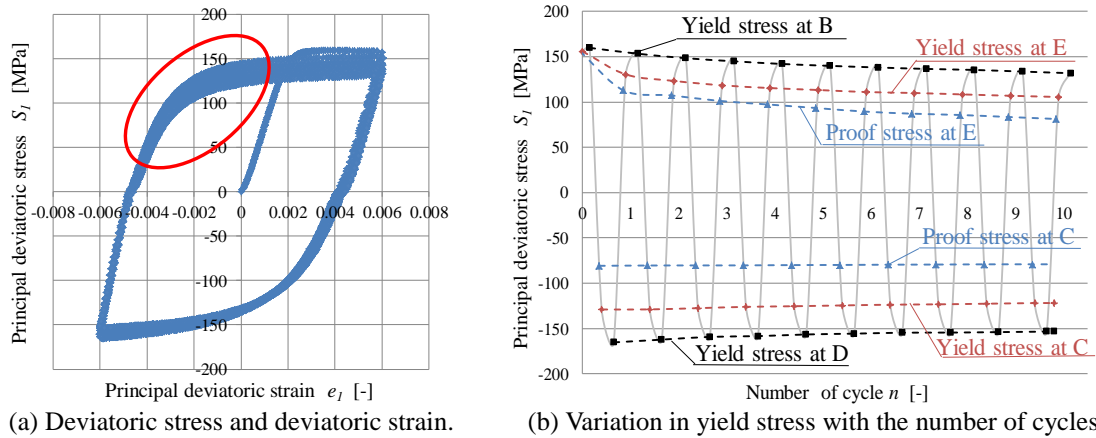 200
150
100
50
0
-50
-100
-150
-200
-0.008 -0.006 -0.004 -0.002 0 0.002 0.004 0.006 0.008
Principal deviatoric stress S1 [MPa]
Principal deviatoric strain e1 [-]
(a) Deviatoric stress and deviatoric strain.
200
150
100
50
0
-50
-100
-150
-200
0 1 2 3 4 5 6 7 8 9 10
Principal deviatoric stress S1 [MPa]
Yield stress at B
Yield stress at E
Proof stress at E
Proof stress at C
Yield stress at C
Yield stress at D
Number of cycle n [-]
(b) Variation in yield stress with the number of cycles